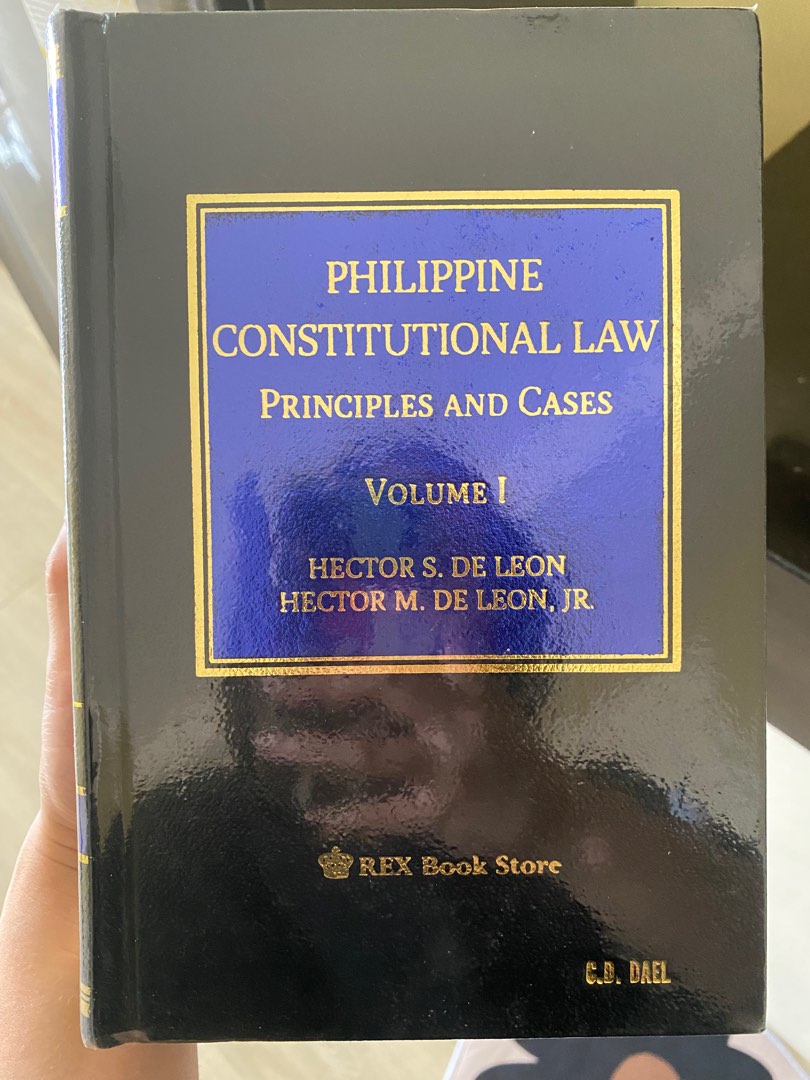 PHILIPPINE
CONSTITUTIONAL LAW
PRINCIPLES AND CASES
VOLUME I
HECTOR S. DE LEON
HECTOR M. DE LEON, JR.
REX Book Store
C.D. DAEL